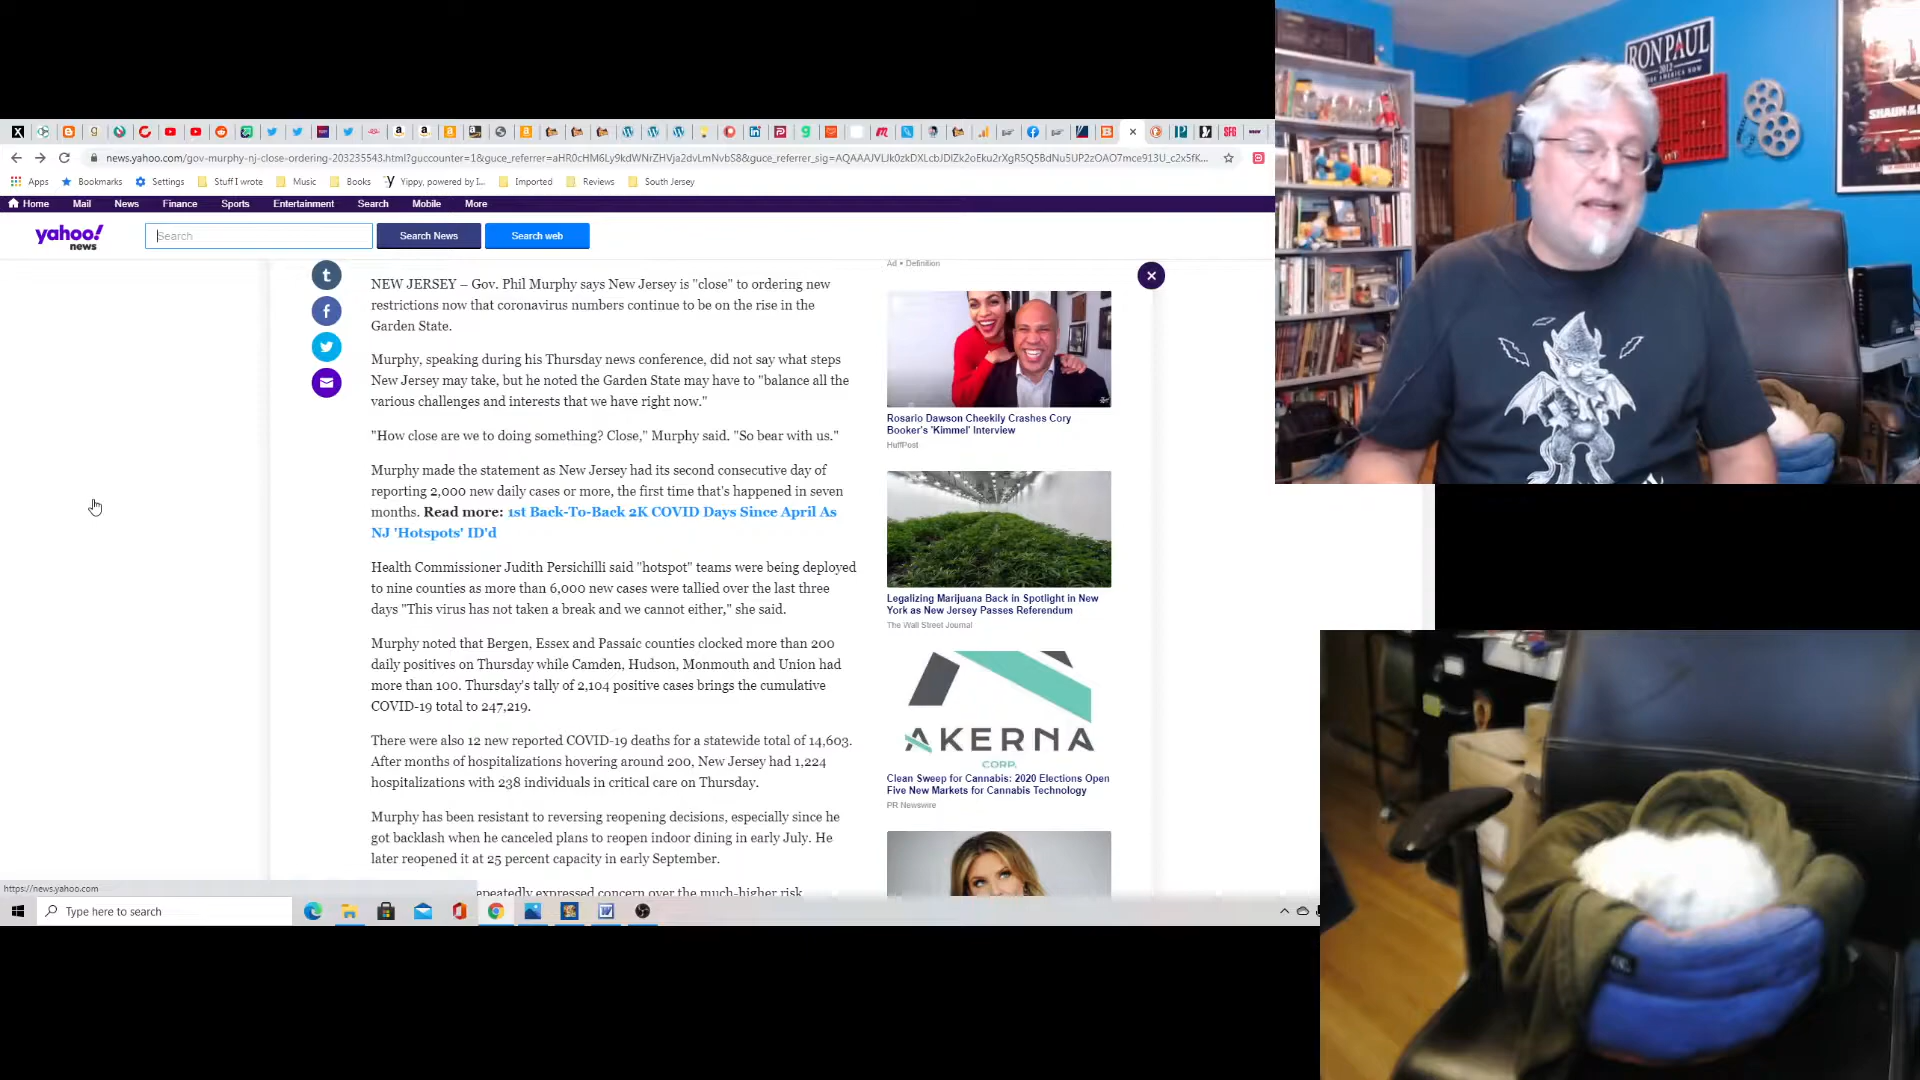 news.yahoo.com/gov-murphy-nj-close-ordering-203235543.html?guccounter=1&guce_referrer=
Apps Bookmarks Settings Stuff I wrote Music Books Yippy, powered by I... Imported Reviews South Jersey
Home Mail News Finance Sports Entertainment Search Mobile More
yahoo!
news
Search
Search News
Search web
NEW JERSEY – Gov. Phil Murphy says New Jersey is "close" to ordering new
restrictions now that coronavirus numbers continue to be on the rise in the
Garden State.
Murphy, speaking during his Thursday news conference, did not say what steps
New Jersey may take, but he noted the Garden State may have to "balance all the
various challenges and interests that we have right now."
"How close are we to doing something? Close," Murphy said. "So bear with us."
Murphy made the statement as New Jersey had its second consecutive day of
reporting 2,000 new daily cases or more, the first time that's happened in seven
months. Read more: 1st Back-To-Back 2K COVID Days Since April As
NJ 'Hotspots' ID'd
Health Commissioner Judith Persichilli said "hotspot" teams were being deployed
to nine counties as more than 6,000 new cases were tallied over the last three
days "This virus has not taken a break and we cannot either," she said.
Murphy noted that Bergen, Essex and Passaic counties clocked more than 200
daily positives on Thursday while Camden, Hudson, Monmouth and Union had
more than 100. Thursday's tally of 2,104 positive cases brings the cumulative
COVID-19 total to 247,219.
There were also 12 new reported COVID-19 deaths for a statewide total of 14,603.
After months of hospitalizations hovering around 200, New Jersey had 1,224
hospitalizations with 238 individuals in critical care on Thursday.
Murphy has been resistant to reversing reopening decisions, especially since he
got backlash when he canceled plans to reopen indoor dining in early July. He
later reopened it at 25 percent capacity in early September.
repeatedly expressed concern over the much-higher risk
Ad • Definition
Rosario Dawson Cheekily Crashes Cory
Booker's 'Kimmel' Interview
HuffPost
Legalizing Marijuana Back in Spotlight in New
York as New Jersey Passes Referendum
The Wall Street Journal
AKERNA
CORP.
Clean Sweep for Cannabis: 2020 Elections Open
Five New Markets for Cannabis Technology
PR Newswire
https://news.yahoo.com
Type here to search
RON PAUL
2012
SHAUN